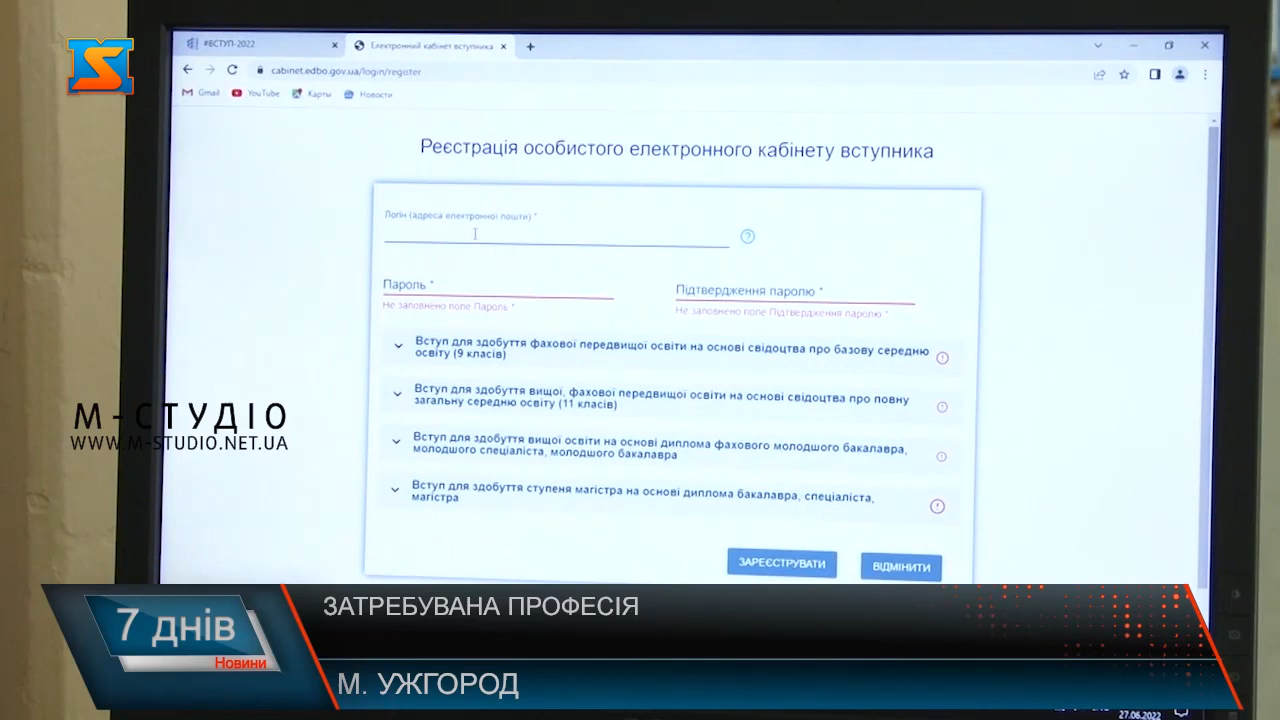 #ВСТУП-2022
Електронний кабінет вступника
cabinet.edbo.gov.ua/login/register
Gmail YouTube Карты Новости
Реєстрація особистого електронного кабінету вступника
Логін (адреса електронної пошти) *
Пароль *
Підтвердження паролю *
Не заповнено поле Пароль *
Не заповнено поле Підтвердження паролю *
Вступ для здобуття фахової передвищої освіти на основі свідоцтва про базову середню
освіту (9 класів)
Вступ для здобуття вищої, фахової передвищої освіти на основі свідоцтва про повну
загальну середню освіту (11 класів)
Вступ для здобуття вищої освіти на основі диплома фахового молодшого бакалавра,
молодшого спеціаліста, молодшого бакалавра
Вступ для здобуття ступеня магістра на основі диплома бакалавра, спеціаліста,
магістра
ЗАРЕЄСТРУВАТИ ВІДМІНИТИ
М-СТУДІО
WWW.M-STUDIO.NET.UA
7 днів
Новини
ЗАТРЕБУВАНА ПРОФЕСІЯ
М. УЖГОРОД
27.06.2022